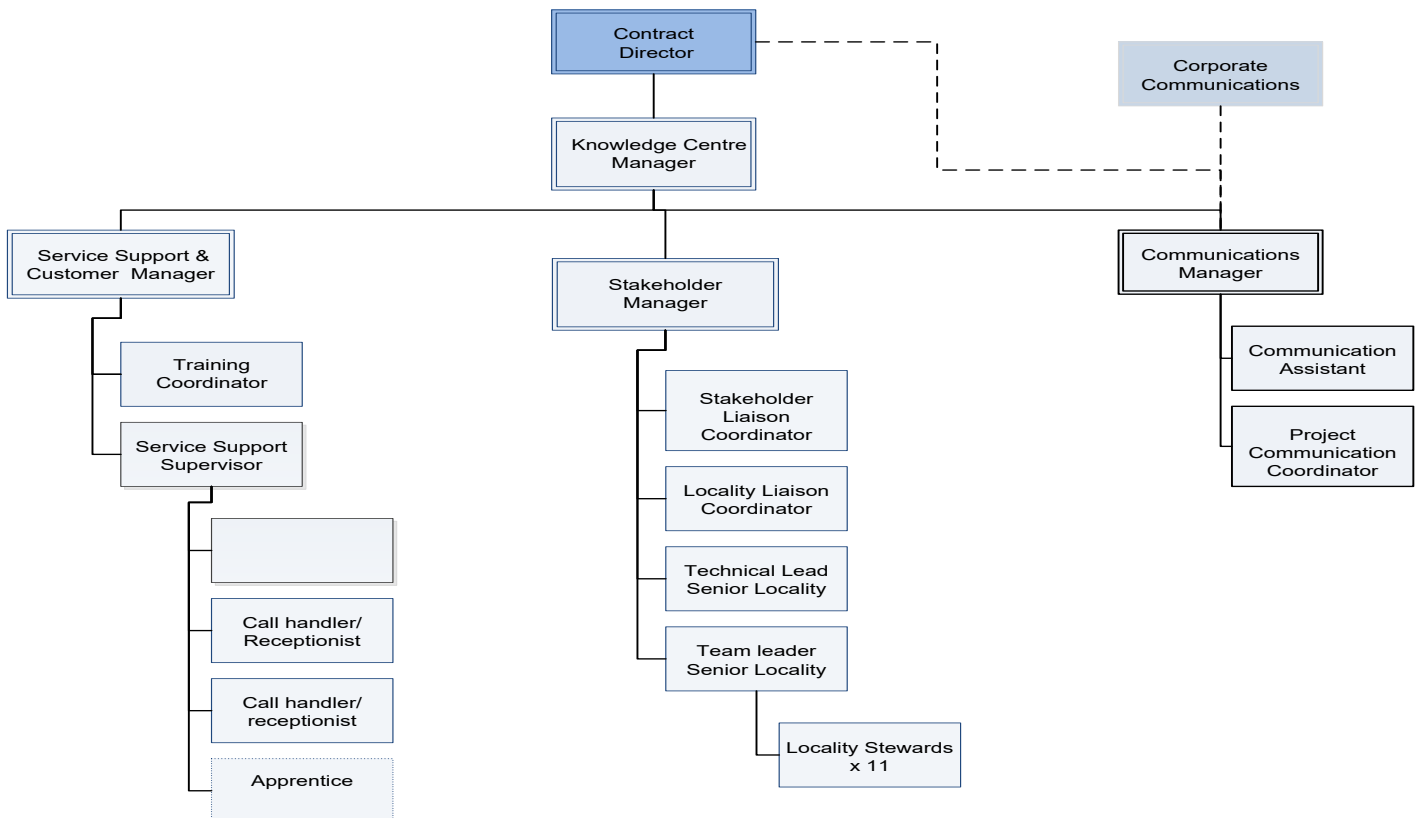 Contract
Director
Corporate
Communications
Knowledge Centre
Manager
Service Support &
Customer Manager
Stakeholder
Manager
Communications
Manager
Training
Coordinator
Service Support
Supervisor
Call handler/
Receptionist
Call handler/
receptionist
Apprentice
Stakeholder
Liaison
Coordinator
Locality Liaison
Coordinator
Technical Lead
Senior Locality
Team leader
Senior Locality
Locality Stewards
x 11
Communication
Assistant
Project
Communication
Coordinator